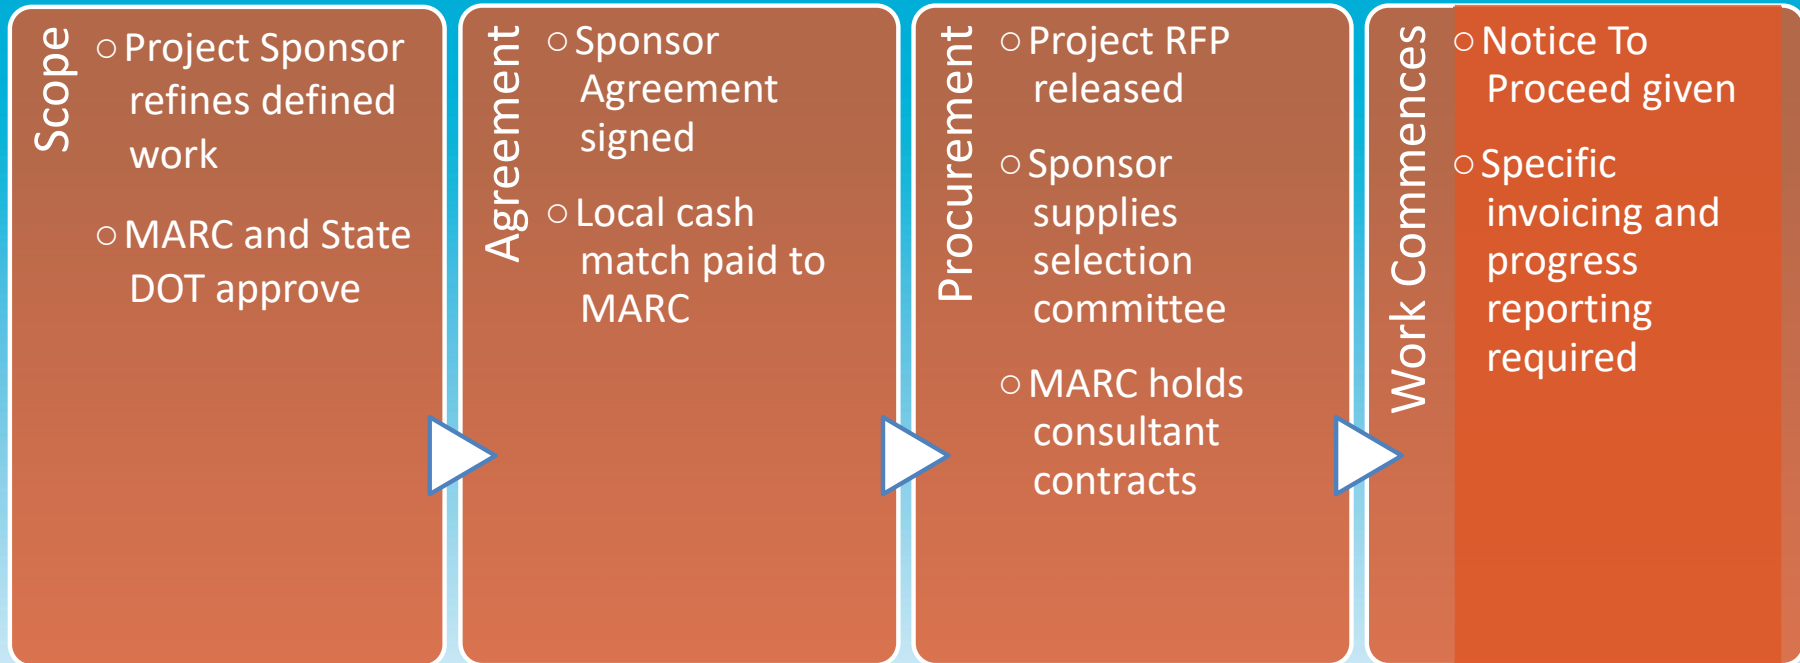 Scope
○ Project Sponsor
refines defined
work
○ MARC and State
DOT approve
Agreement
○ Sponsor
Agreement
signed
○ Local cash
match paid to
MARC
Procurement
○ Project RFP
released
○ Sponsor
supplies
selection
committee
○ MARC holds
consultant
contracts
Work Commences
○ Notice To
Proceed given
○ Specific
invoicing and
progress
reporting
required